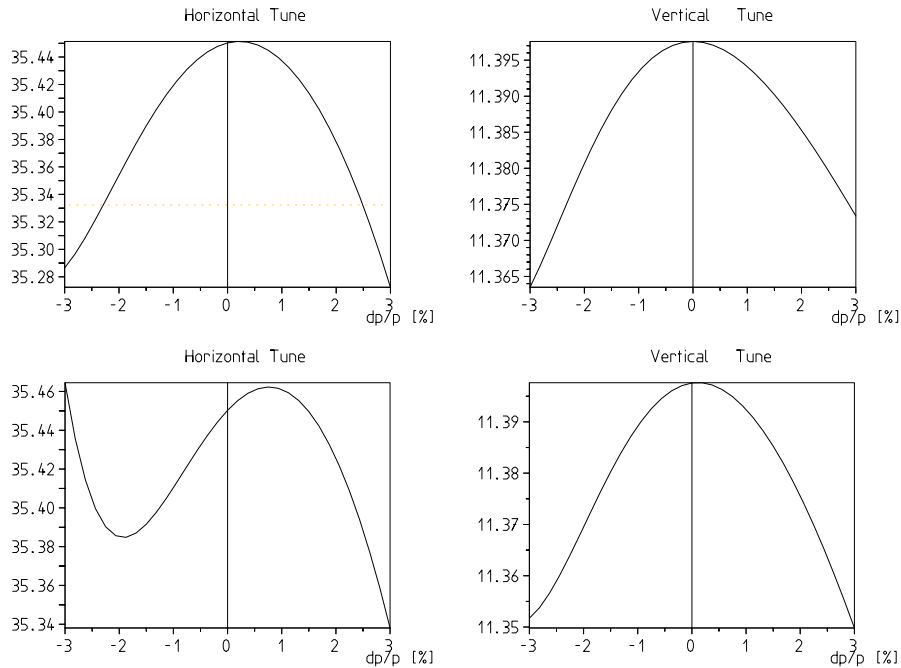 Horizontal Tune
35.44
35.42
35.40
35.38
35.36
35.34
35.32
35.30
35.28
-3 -2 -1 0 1 2 3
dp/p [%]
Vertical Tune
11.395
11.390
11.385
11.380
11.375
11.370
11.365
-3 -2 -1 0 1 2 3
dp/p [%]
Horizontal Tune
35.46
35.44
35.42
35.40
35.38
35.36
35.34
-3 -2 -1 0 1 2 3
dp/p [%]
Vertical Tune
11.39
11.38
11.37
11.36
11.35
-3 -2 -1 0 1 2 3
dp/p [%]